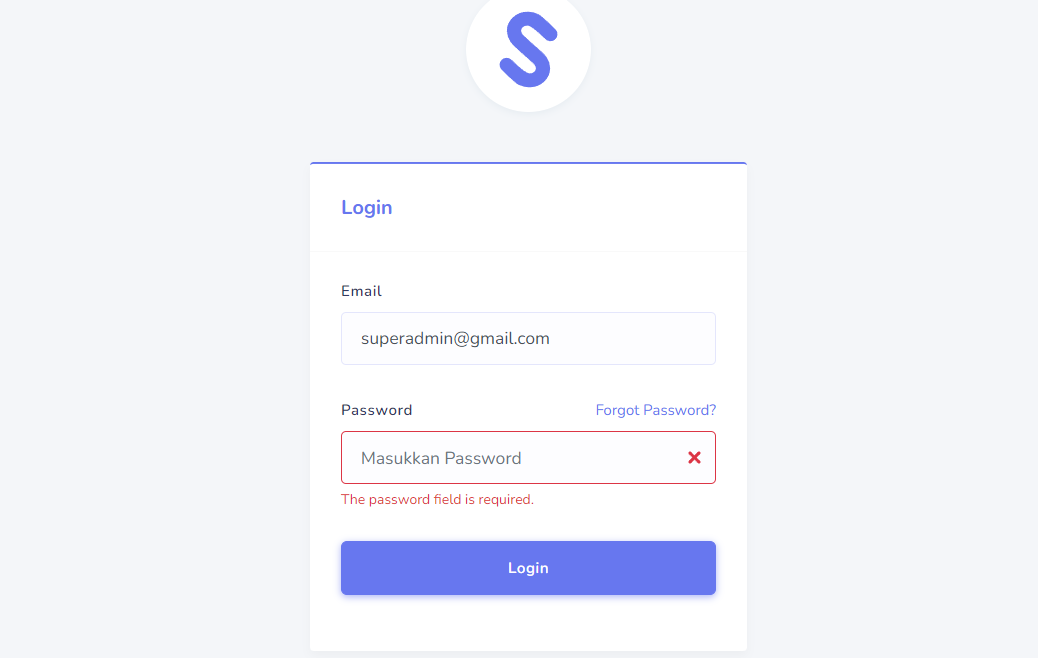 S
Login
Email
superadmin@gmail.com
Password
Forgot Password?
Masukkan Password
The password field is required.
Login